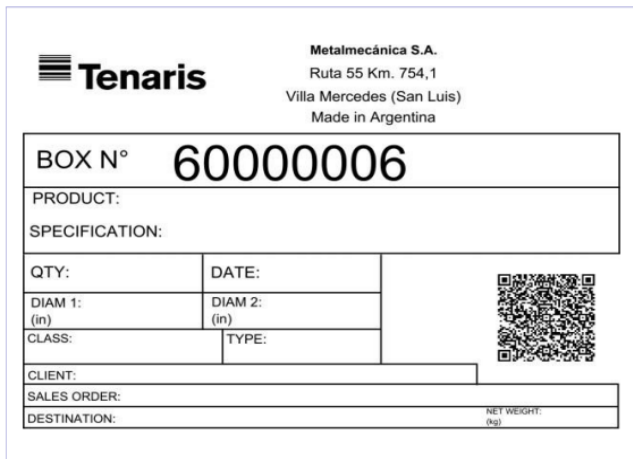 Tenaris
Metalmecánica S.A.
Ruta 55 Km. 754,1
Villa Mercedes (San Luis)
Made in Argentina
BOX N° 60000006
PRODUCT:
SPECIFICATION:
QTY: DATE:
DIAM 1: DIAM 2:
(in) (in)
CLASS: TYPE:
CLIENT:
SALES ORDER:
DESTINATION: NET WEIGHT:
(kg)